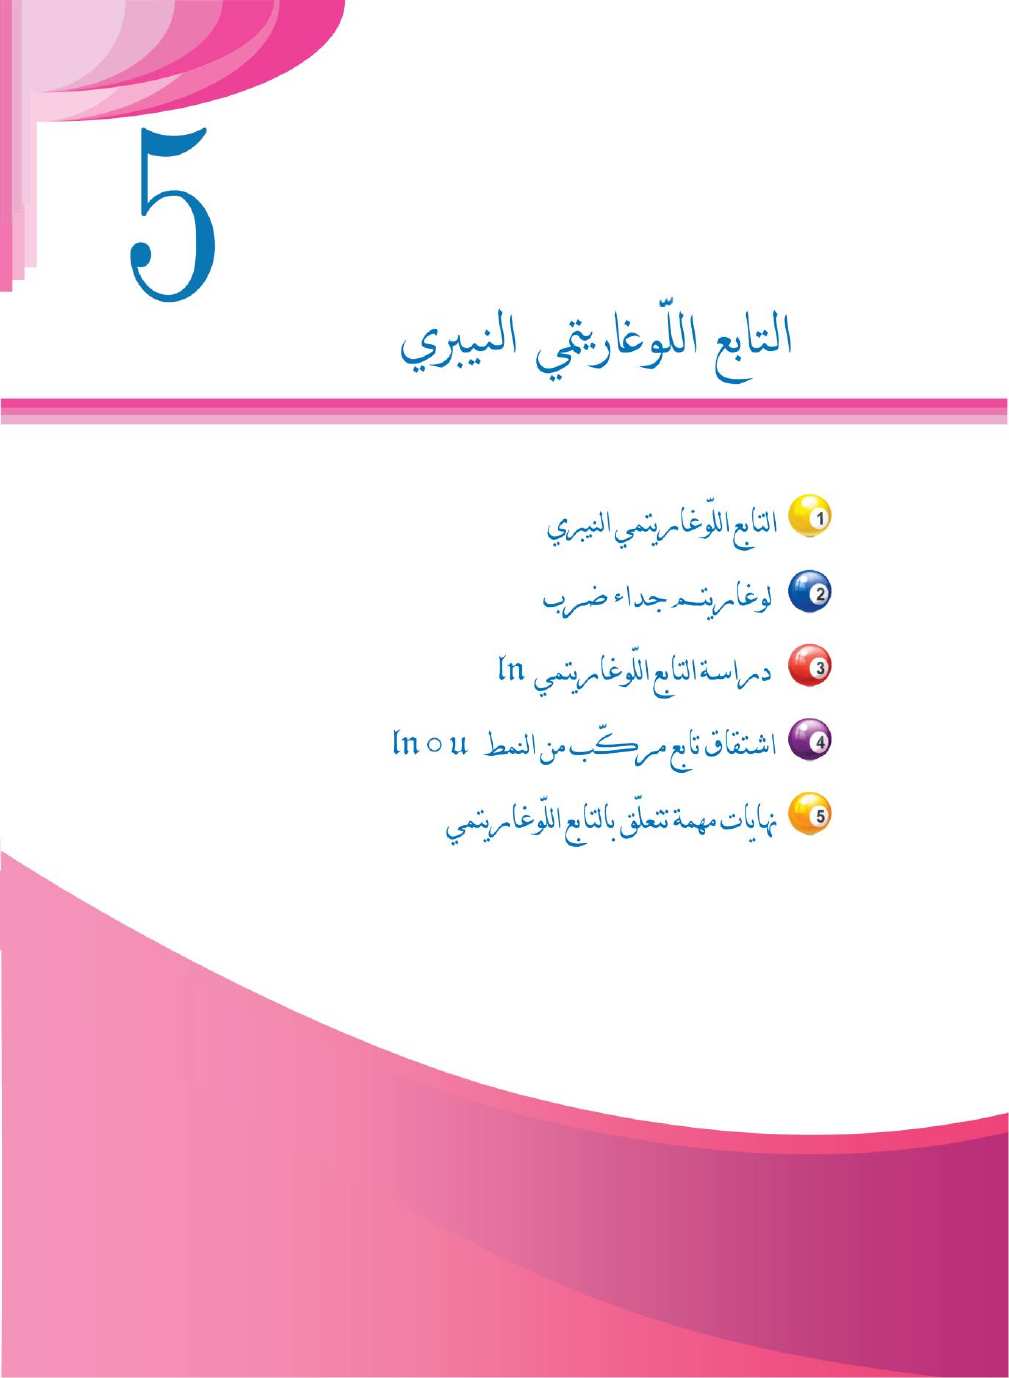 5
التابع اللّوغاريتمي النيبري
1 التابع اللّوغاريتمي النيبري
2 لوغاريتم جداء ضرب
3 دراسة التابع اللّوغاريتمي ln
4 اشتقاق تابع مركّب من النمط ln ○ u
5 نهايات مهمة تتعلّق بالتابع اللّوغاريتمي